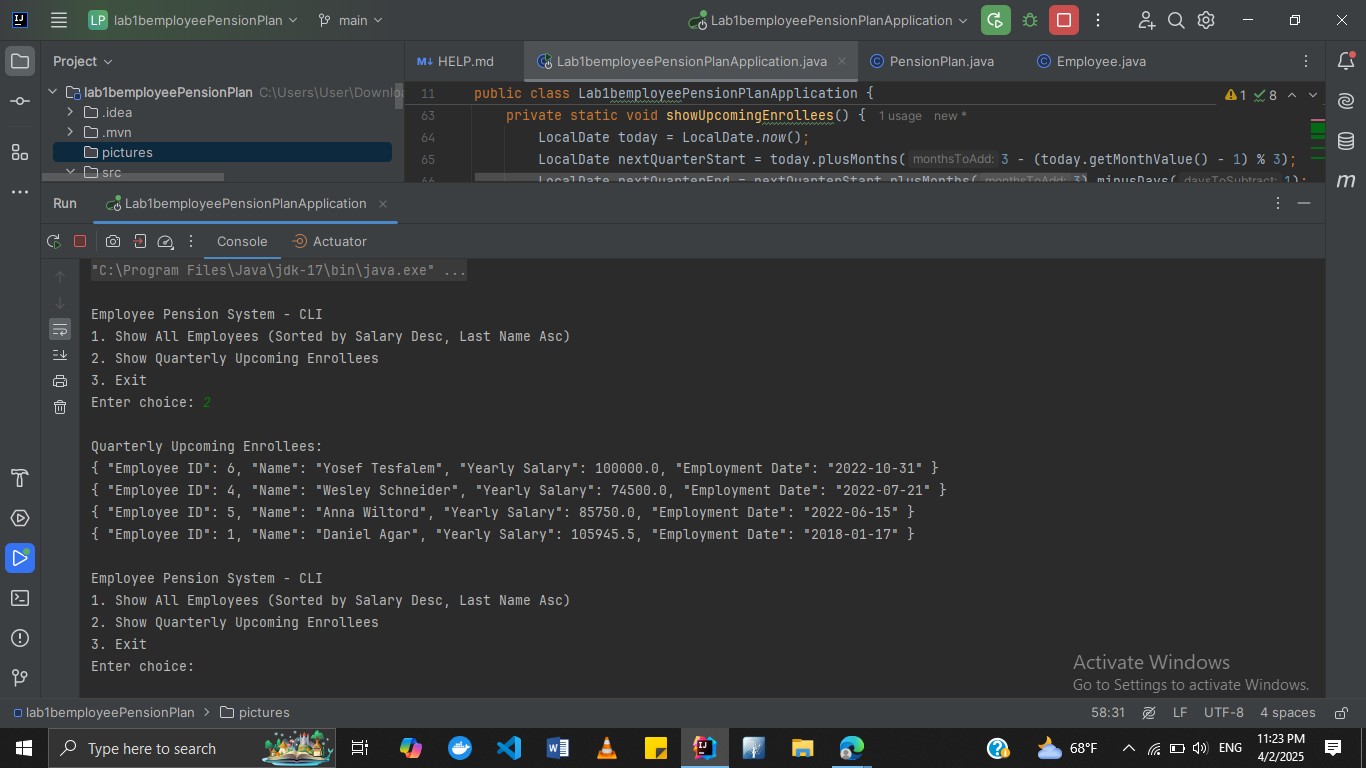 LP lab1bemployeePensionPlan main Lab1bemployeePensionPlanApplication
Project
HELP.md Lab1bemployeePensionPlanApplication.java PensionPlan.java Employee.java
lab1bemployeePensionPlan C:\Users\User\Downlo
.idea
.mvn
pictures
src
11 public class Lab1bemployeePensionPlanApplication { 1 8
63 private static void showUpcomingEnrollees() { 1 usage new *
64 LocalDate today = LocalDate.now();
65 LocalDate nextQuarterStart = today.plusMonths( monthsToAdd: 3 - (today.getMonthValue() - 1) % 3);
66 LocalDate nextQuarterEnd = nextQuarterStart.plusMonths( monthsToAdd: 3).minusDays( daysToSubtract: 1);
Run Lab1bemployeePensionPlanApplication
Console Actuator
"C:\Program Files\Java\jdk-17\bin\java.exe" ...
Employee Pension System - CLI
1. Show All Employees (Sorted by Salary Desc, Last Name Asc)
2. Show Quarterly Upcoming Enrollees
3. Exit
Enter choice: 2
Quarterly Upcoming Enrollees:
{ "Employee ID": 6, "Name": "Yosef Tesfalem", "Yearly Salary": 100000.0, "Employment Date": "2022-10-31" }
{ "Employee ID": 4, "Name": "Wesley Schneider", "Yearly Salary": 74500.0, "Employment Date": "2022-07-21" }
{ "Employee ID": 5, "Name": "Anna Wiltord", "Yearly Salary": 85750.0, "Employment Date": "2022-06-15" }
{ "Employee ID": 1, "Name": "Daniel Agar", "Yearly Salary": 105945.5, "Employment Date": "2018-01-17" }
Employee Pension System - CLI
1. Show All Employees (Sorted by Salary Desc, Last Name Asc)
2. Show Quarterly Upcoming Enrollees
3. Exit
Enter choice:
Activate Windows
Go to Settings to activate Windows.
lab1bemployeePensionPlan > pictures 58:31 LF UTF-8 4 spaces
Type here to search 68°F ENG 11:23 PM
4/2/2025